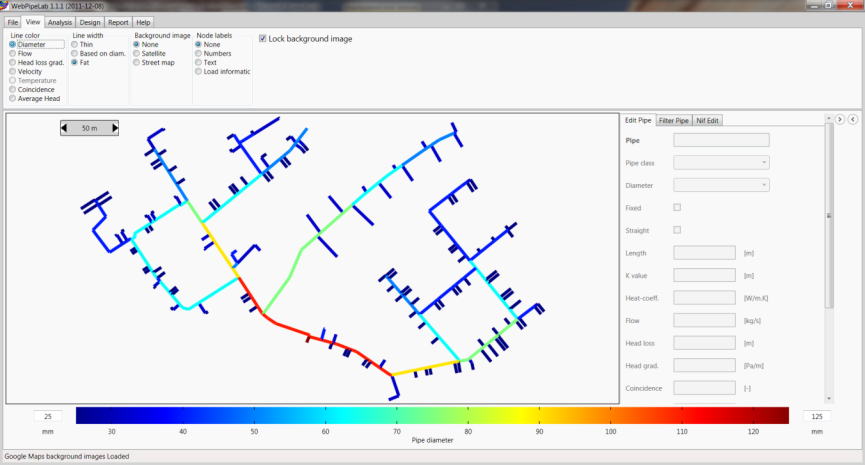 WebPipeLab 1.1.1 (2011-12-08)
File View Analysis Design Report Help
Line color Line width Background image Node labels
Diameter Thin None None Lock background image
Flow Based on diam. Satellite Numbers
Head loss grad. Fat Street map Text
Velocity Load informatic
Temperature
Coincidence
Average Head
50 m
Edit Pipe Filter Pipe Nif Edit
Pipe
Pipe class
Diameter
Fixed
Straight
Length [m]
K value [m]
Heat-coeff. [W/m.K]
Flow [kg/s]
Head loss [m]
Head grad. [Pa/m]
Coincidence [-]
25 125
mm 30 40 50 60 70 80 90 100 110 120 mm
Pipe diameter
Google Maps background images Loaded